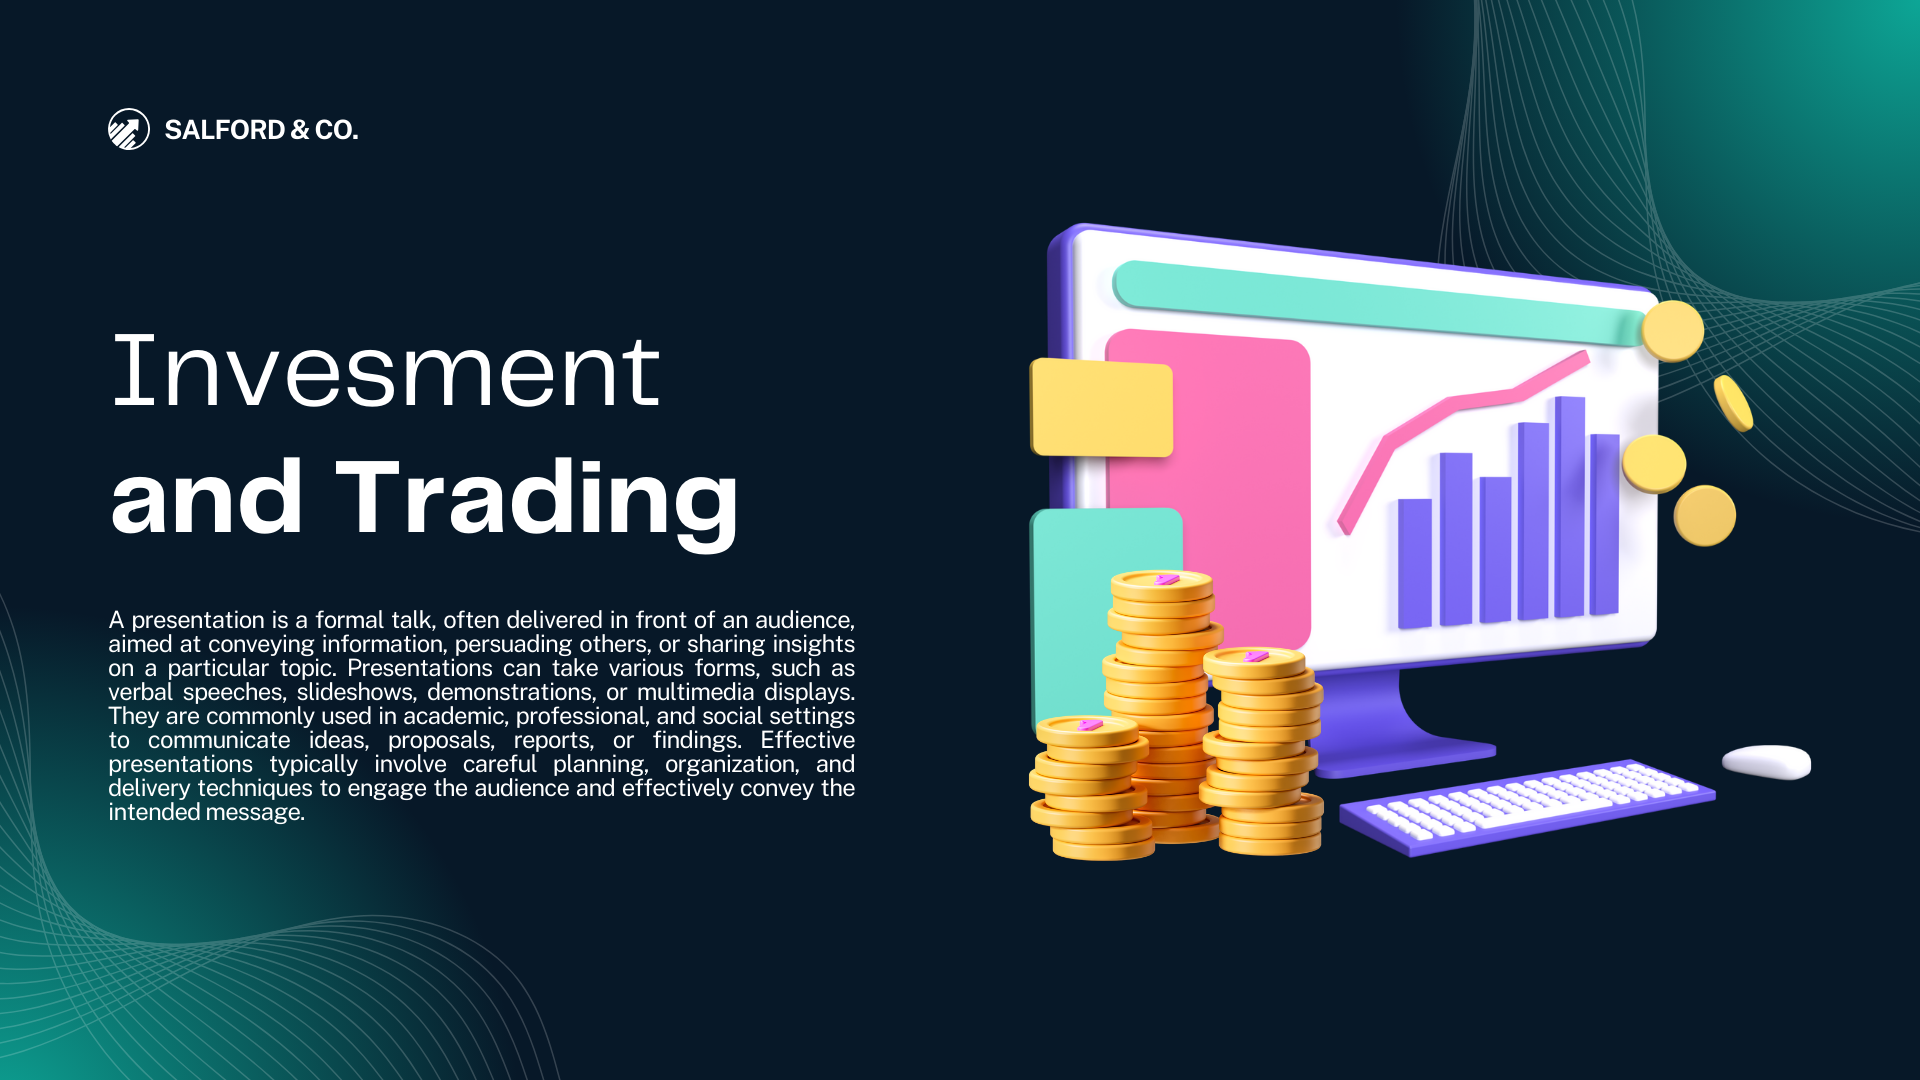 SALFORD & CO.
Invesment
and Trading
A presentation is a formal talk, often delivered in front of an audience,
aimed at conveying information, persuading others, or sharing insights
on a particular topic. Presentations can take various forms, such as
verbal speeches, slideshows, demonstrations, or multimedia displays.
They are commonly used in academic, professional, and social settings
to communicate ideas, proposals, reports, or findings. Effective
presentations typically involve careful planning, organization, and
delivery techniques to engage the audience and effectively convey the
intended message.